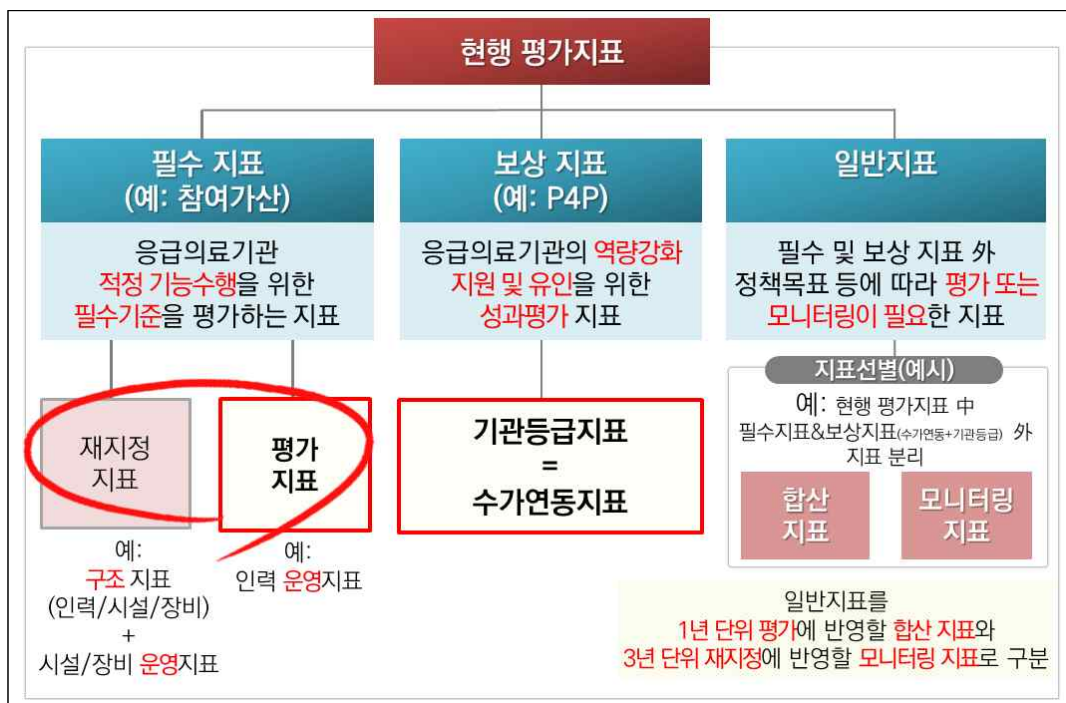 현행 평가지표
필수 지표
(예: 참여가산)
응급의료기관
적정 기능수행을 위한
필수기준을 평가하는 지표
재지정
지표
예:
구조 지표
(인력/시설/장비)
+
시설/장비 운영지표
평가
지표
예:
인력 운영지표
보상 지표
(예: P4P)
응급의료기관의 역량강화
지원 및 유인을 위한
성과평가 지표
기관등급지표
=
수가연동지표
일반지표
필수 및 보상 지표 外
정책목표 등에 따라 평가 또는
모니터링이 필요한 지표
지표선별(예시)
예: 현행 평가지표 中
필수지표&보상지표(수가연동+기관등급) 外
지표 분리
합산
지표
모니터링
지표
일반지표를
1년 단위 평가에 반영할 합산 지표와
3년 단위 재지정에 반영할 모니터링 지표로 구분